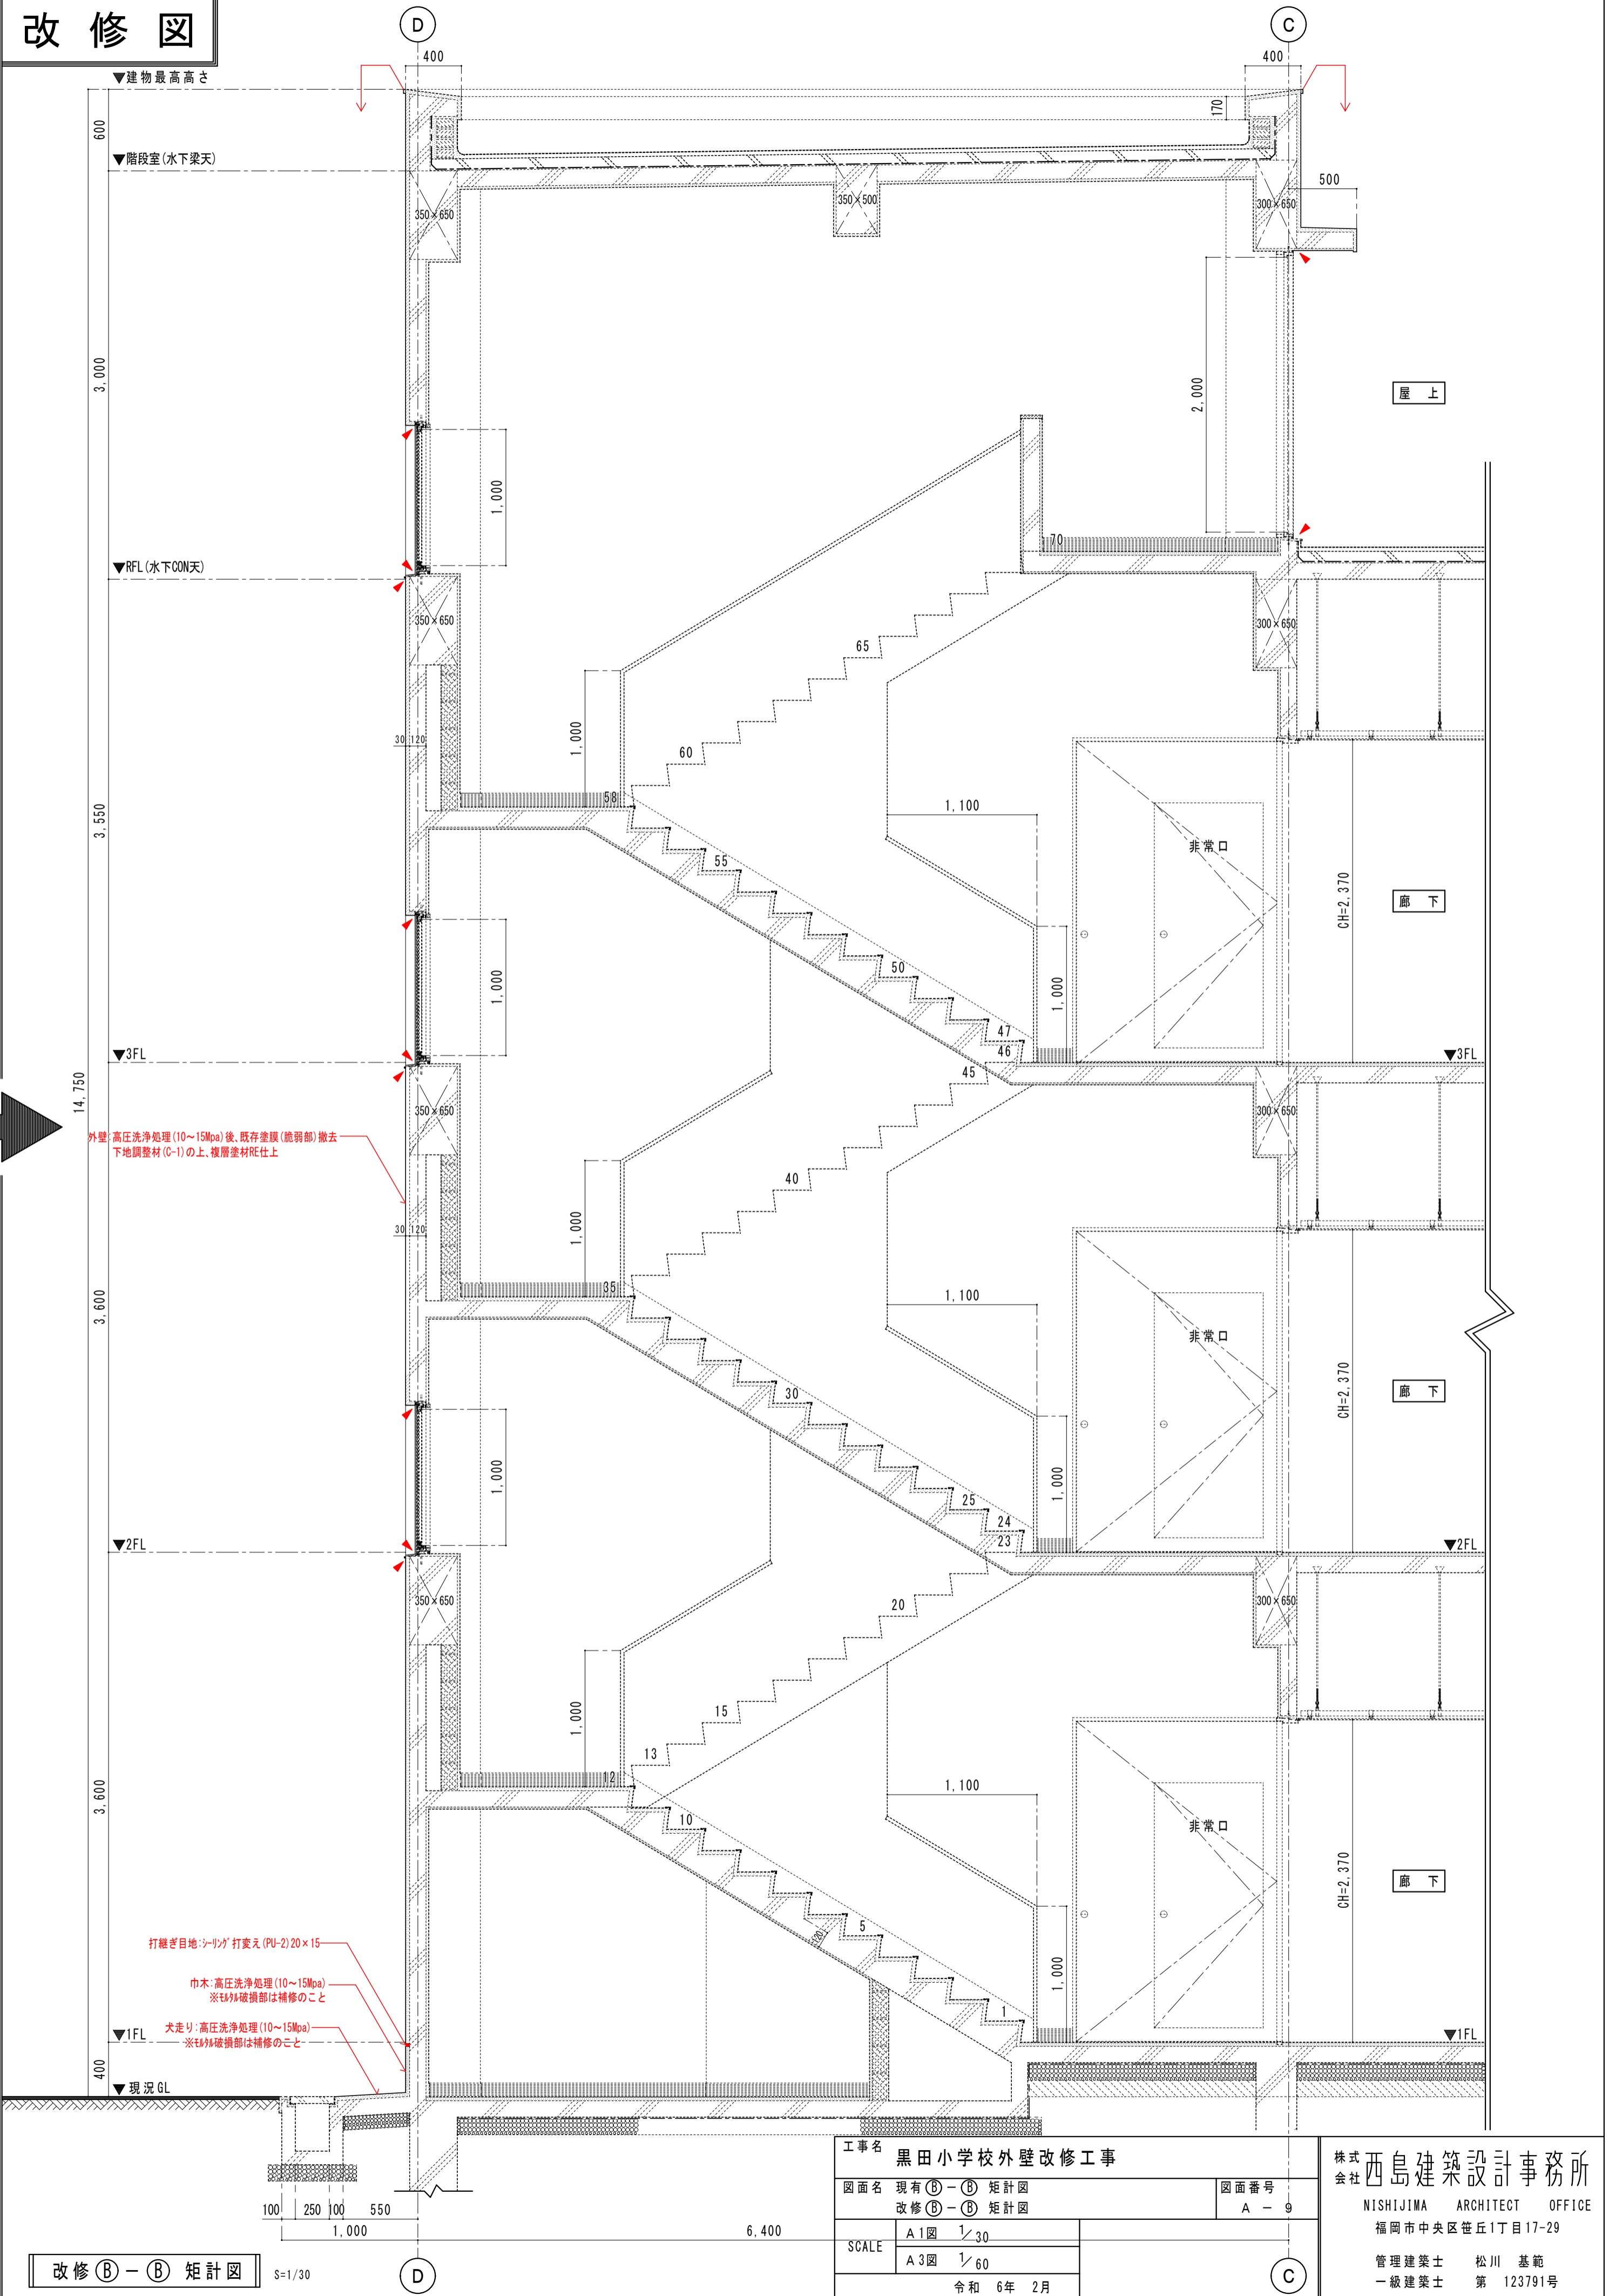 改修図
D
C
400
400
▼建物最高高さ
600
170
▼階段室(水下梁天)
500
350×650
350×500
300×650
3,000
2,000
屋上
1,000
70
▼RFL(水下CON天)
350×650
300×650
65
1,000
30 120
60
58
1,100
3,550
55
非常口
CH=2,370
廊下
50
1,000
1,000
47
46
▼3FL
▼3FL
45
14,750
350×650
300×650
外壁:高圧洗浄処理(10～15Mpa)後、既存塗膜(脆弱部)撤去
下地調整材(C-1)の上、複層塗材RE仕上
40
30 120
1,000
35
1,100
3,600
非常口
30
CH=2,370
廊下
1,000
1,000
25
24
▼2FL
▼2FL
23
350×650
300×650
20
15
1,000
13
12
1,100
3,600
10
非常口
CH=2,370
廊下
5
120
打継ぎ目地:シーリング打変え(PU-2)20×15
1,000
巾木:高圧洗浄処理(10～15Mpa)
※モルタル破損部は補修のこと
1
犬走り:高圧洗浄処理(10～15Mpa)
▼1FL
▼1FL
※モルタル破損部は補修のこと
400
▼現況GL
100 250 100 550
1,000
6,400
D
C
改修Ⓑ－Ⓑ 矩計図 S=1/30
工事名 黒田小学校外壁改修工事
図面名 現有Ⓑ－Ⓑ 矩計図
改修Ⓑ－Ⓑ 矩計図
図面番号
A － 9
SCALE
A1図 1/30
A3図 1/60
令和 6年 2月
株式会社 西島建築設計事務所
NISHIJIMA ARCHITECT OFFICE
福岡市中央区笹丘1丁目17-29
管理建築士 松川 基範
一級建築士 第 123791号